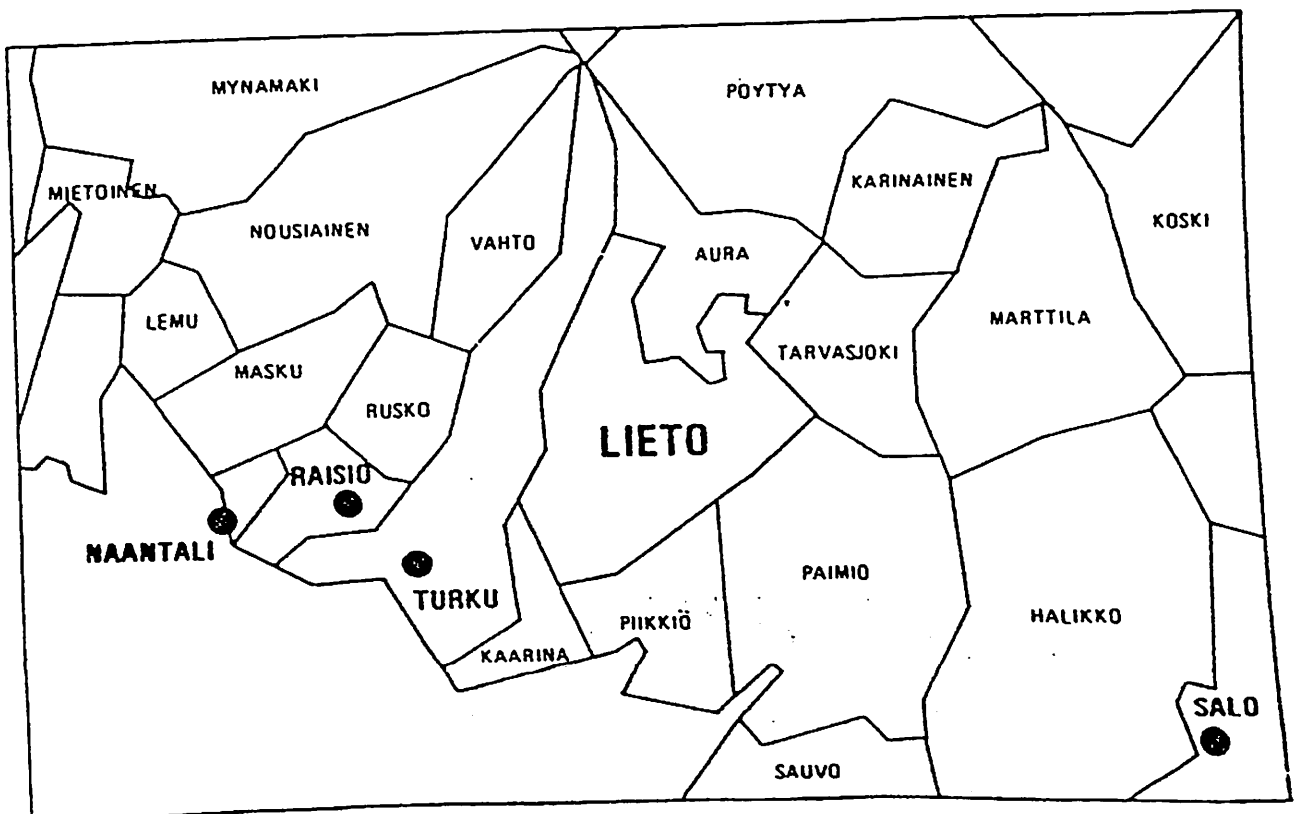 MYNAMAKI
POYTYA
MIETOINEN
KARINAINEN
NOUSIAINEN
VAHTO
AURA
KOSKI
LEMU
MARTTILA
TARVASJOKI
MASKU
RUSKO
LIETO
RAISIO
NAANTALI
TURKU
PAIMIO
PIIKKIÖ
HALIKKO
KAARINA
SALO
SAUVO